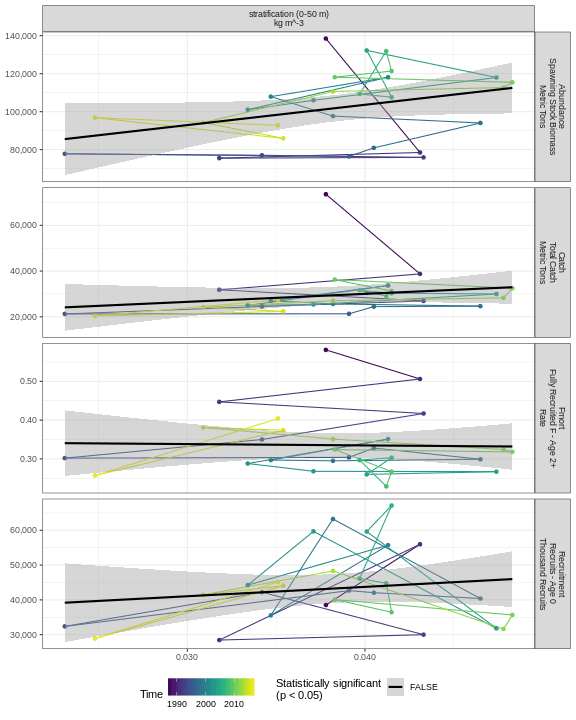 stratification (0-50 m)
kg m^-3
140,000
120,000
100,000
80,000
Abundance
Spawning Stock Biomass
Metric Tons
60,000
40,000
20,000
Catch
Total Catch
Metric Tons
0.50
0.40
0.30
Fmort
Fully Recruited F - Age 2+
Rate
60,000
50,000
40,000
30,000
Recruitment
Recruits - Age 0
Thousand Recruits
0.030 0.040
Time
1990 2000 2010
Statistically significant
(p < 0.05)
FALSE